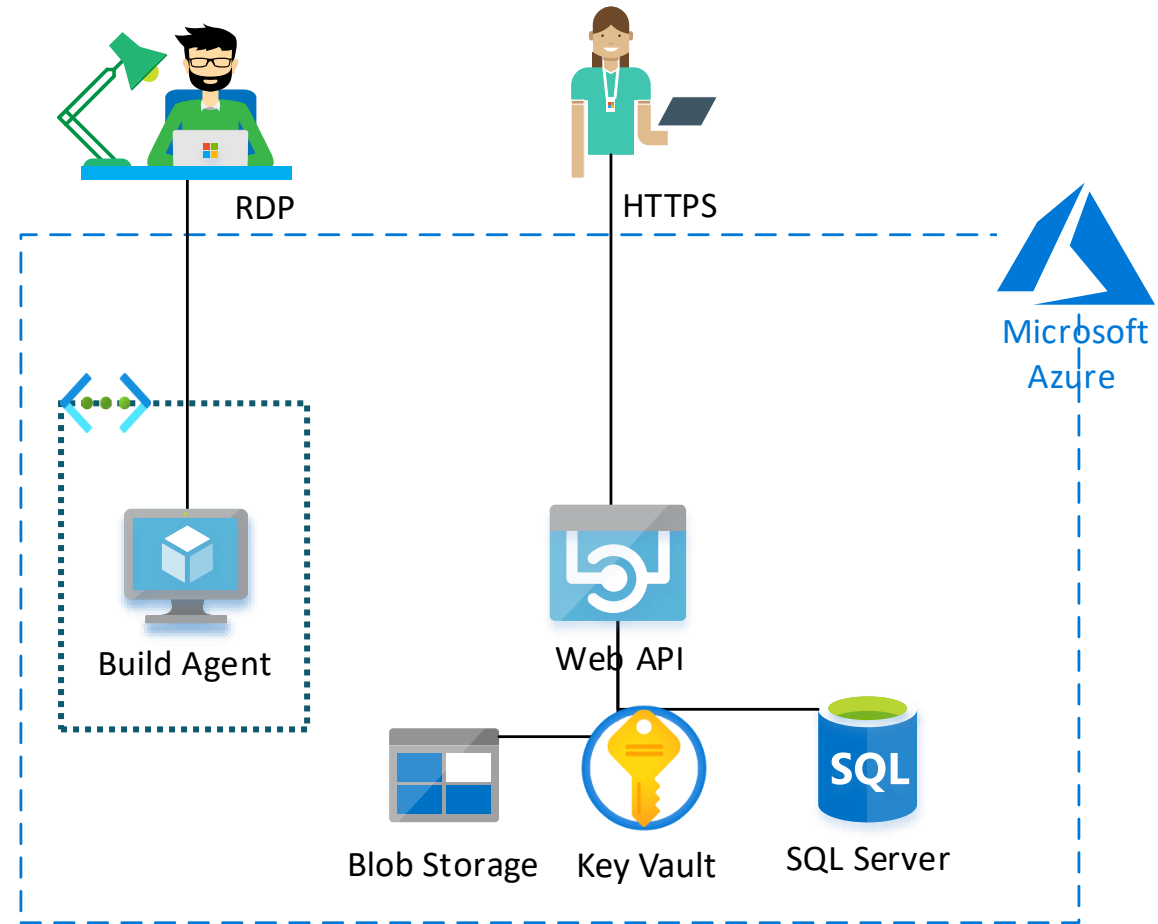 RDP
HTTPS
Microsoft
Azure
Build Agent
Web API
SQL
Blob Storage
Key Vault
SQL Server